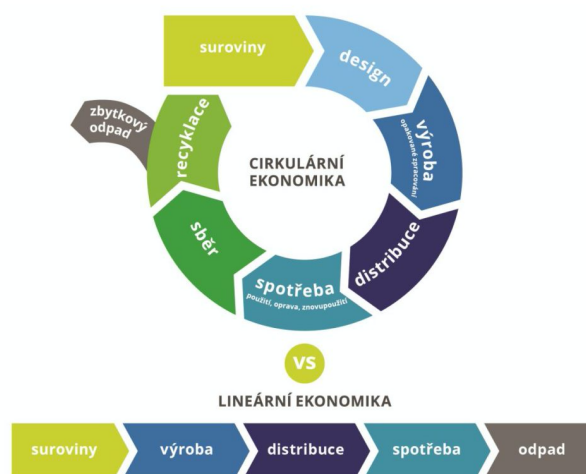 suroviny
design
výroba
opakované zpracování
distribuce
spotřeba
použití, oprava, znovupoužití
sběr
recyklace
zbytkový
odpad
CIRKULÁRNÍ
EKONOMIKA
VS
LINEÁRNÍ EKONOMIKA
suroviny
výroba
distribuce
spotřeba
odpad